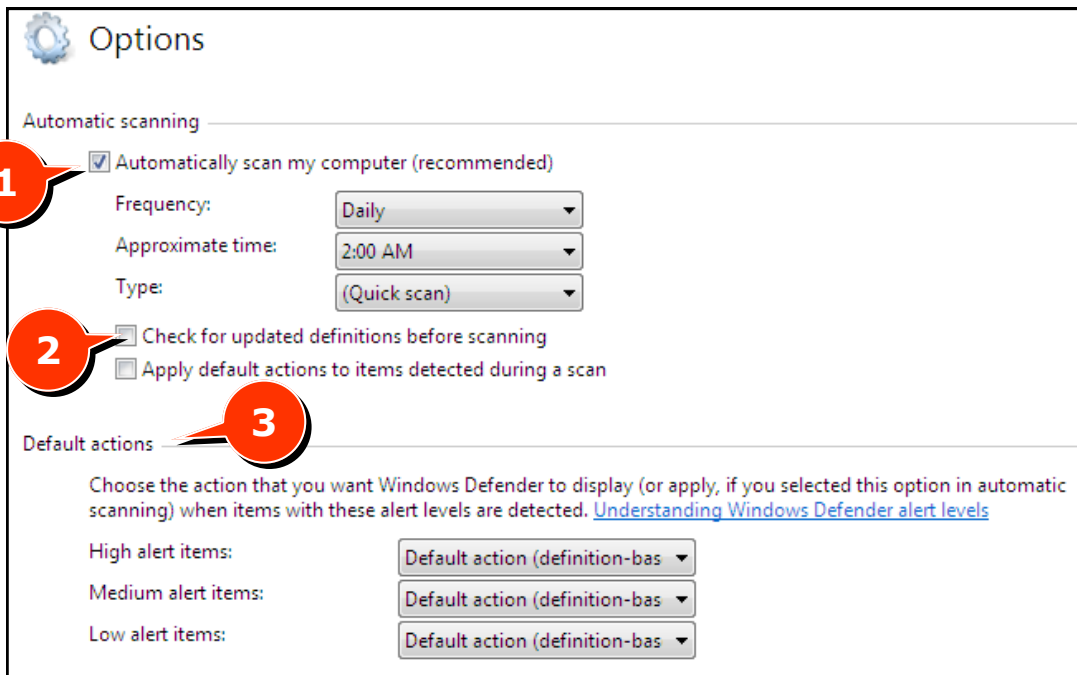 Options
Automatic scanning
1
Automatically scan my computer (recommended)
Frequency: Daily
Approximate time: 2:00 AM
Type: (Quick scan)
2
Check for updated definitions before scanning
Apply default actions to items detected during a scan
3
Default actions
Choose the action that you want Windows Defender to display (or apply, if you selected this option in automatic
scanning) when items with these alert levels are detected. Understanding Windows Defender alert levels
High alert items: Default action (definition-bas
Medium alert items: Default action (definition-bas
Low alert items: Default action (definition-bas